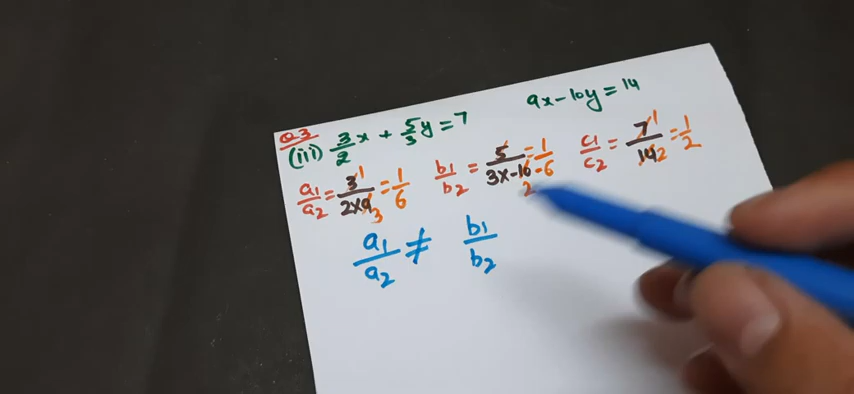 Q3
(iii) 3/2 x + 5/3 y = 7    9x - 10y = 14
a1/a2 = 3/(2×9) = 1/6    b1/b2 = 5/(3×-10) = 1/-6    c1/c2 = 7/14 = 1/2
a1/a2 ≠ b1/b2